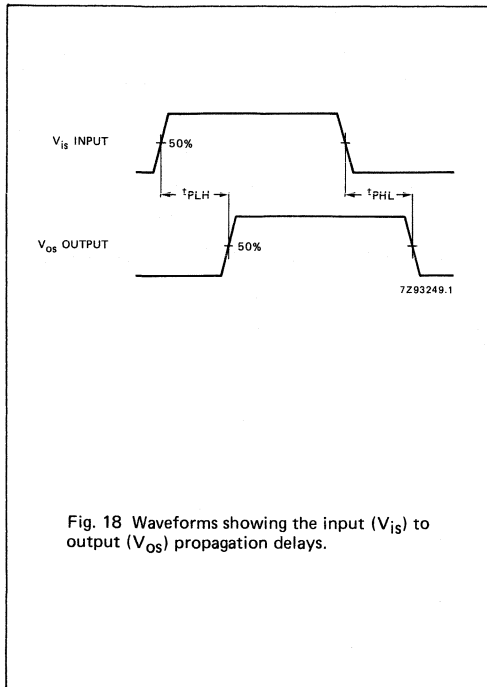 V_is INPUT
50%
t_PLH
t_PHL
V_os OUTPUT
50%
7Z93249.1
Fig. 18 Waveforms showing the input (V_is) to
output (V_os) propagation delays.